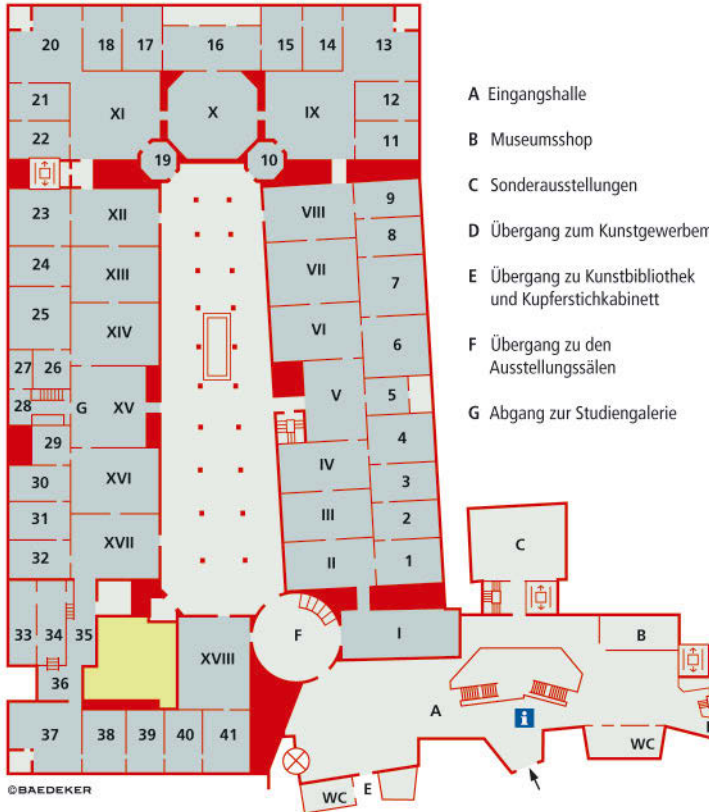 20 18 17 16 15 14 13
21 XI X IX 12
22 19 10 11
23 XII VIII 9
8
24 XIII VII 7
25 XIV VI 6
27 26
28 G XV V 5
29 4
30 XVI IV 3
31 III 2
32 XVII II 1
33 34 35 F I
36 XVIII
37 38 39 40 41
A
B
C
WC
WC E
A Eingangshalle
B Museumsshop
C Sonderausstellungen
D Übergang zum Kunstgewerbem
E Übergang zu Kunstbibliothek
und Kupferstichkabinett
F Übergang zu den
Ausstellungssälen
G Abgang zur Studiengalerie
i
©BAEDEKER